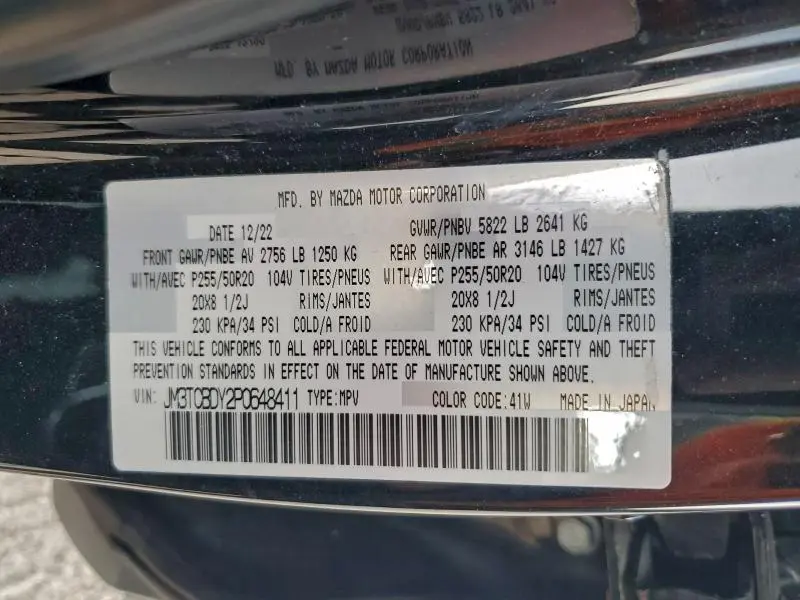 MFD. BY MAZDA MOTOR CORPORATION
DATE 12/22 GVWR/PNBV 5822 LB 2641 KG
FRONT GAWR/PNBE AV 2756 LB 1250 KG REAR GAWR/PNBE AR 3146 LB 1427 KG
WITH/AVEC P255/50R20 104V TIRES/PNEUS WITH/AVEC P255/50R20 104V TIRES/PNEUS
20X8 1/2J RIMS/JANTES 20X8 1/2J RIMS/JANTES
230 KPA/34 PSI COLD/A FROID 230 KPA/34 PSI COLD/A FROID
THIS VEHICLE CONFORMS TO ALL APPLICABLE FEDERAL MOTOR VEHICLE SAFETY AND THEFT
PREVENTION STANDARDS IN EFFECT ON THE DATE OF MANUFACTURE SHOWN ABOVE.
VIN: JM3TCBDY2P0648411 TYPE:MPV COLOR CODE:41W MADE IN JAPAN